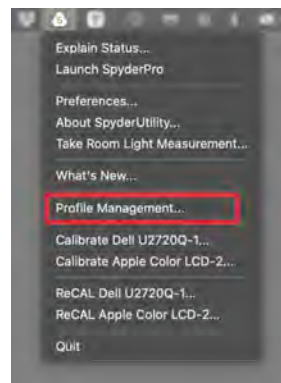 Explain Status...
Launch SpyderPro
Preferences...
About SpyderUtility...
Take Room Light Measurement...
What's New...
Profile Management...
Calibrate Dell U2720Q-1...
Calibrate Apple Color LCD-2...
ReCAL Dell U2720Q-1...
ReCAL Apple Color LCD-2...
Quit